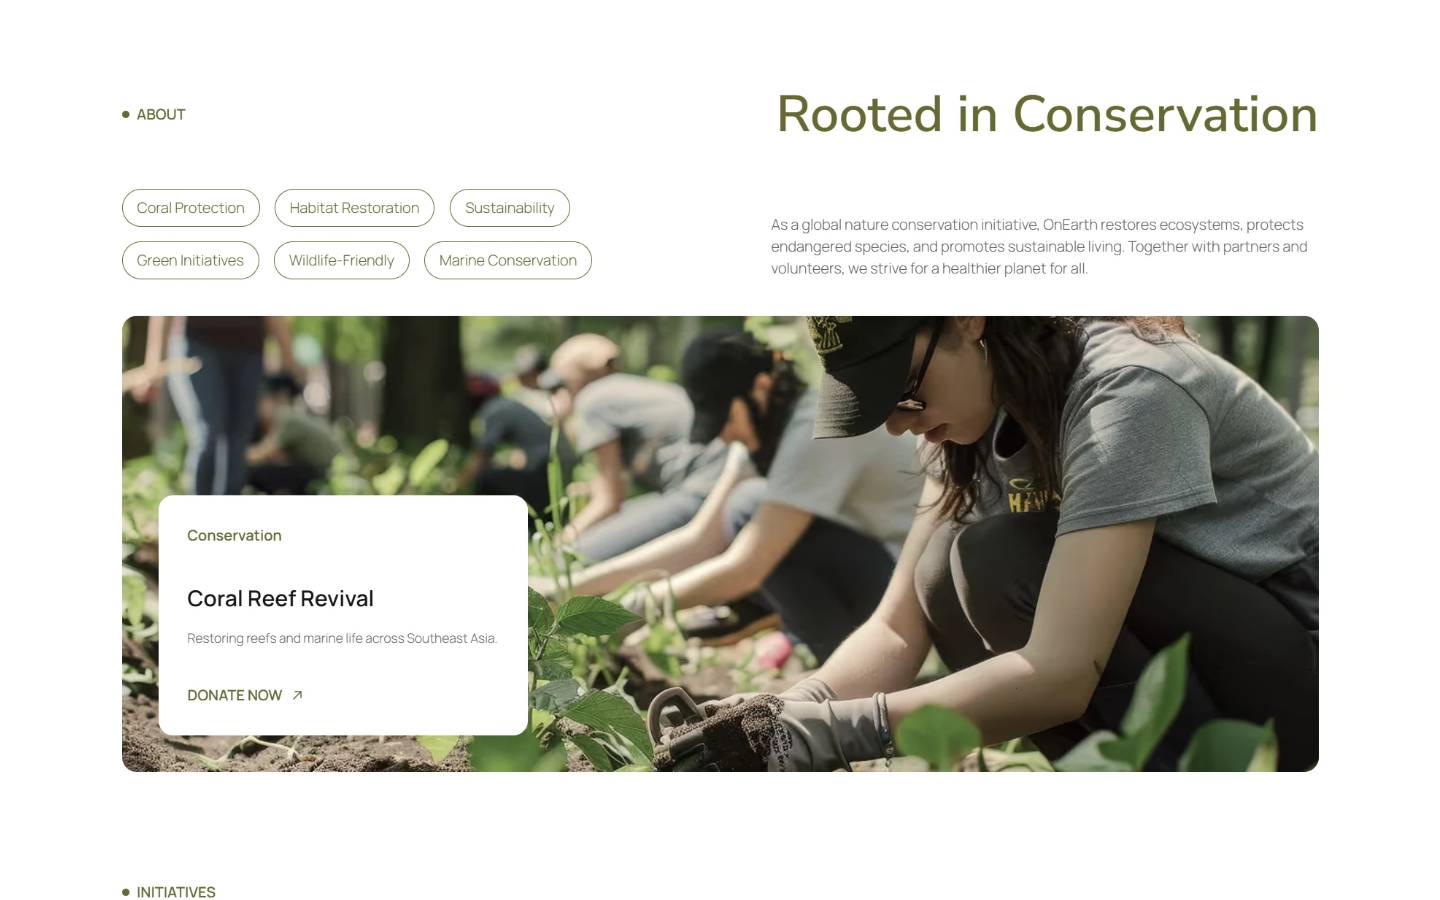 ABOUT
Rooted in Conservation
Coral Protection
Habitat Restoration
Sustainability
Green Initiatives
Wildlife-Friendly
Marine Conservation
As a global nature conservation initiative, OnEarth restores ecosystems, protects
endangered species, and promotes sustainable living. Together with partners and
volunteers, we strive for a healthier planet for all.
Conservation
Coral Reef Revival
Restoring reefs and marine life across Southeast Asia.
DONATE NOW
INITIATIVES